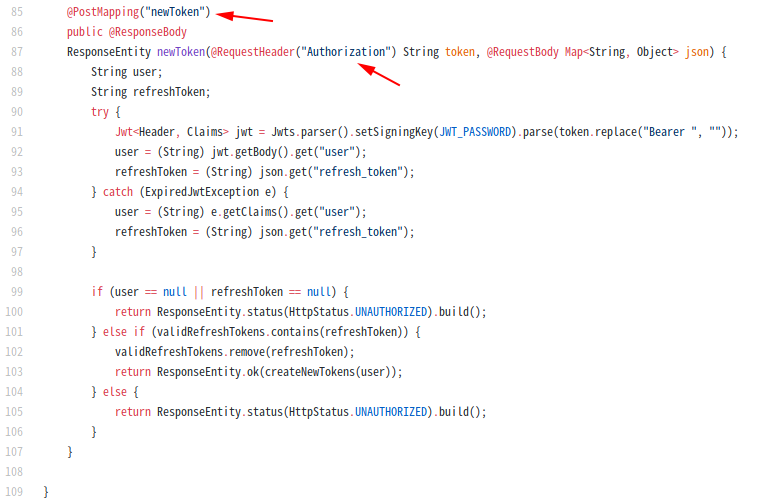 85 @PostMapping("newToken")
86 public @ResponseBody
87 ResponseEntity newToken(@RequestHeader("Authorization") String token, @RequestBody Map<String, Object> json) {
88 String user;
89 String refreshToken;
90 try {
91 Jwt<Header, Claims> jwt = Jwts.parser().setSigningKey(JWT_PASSWORD).parse(token.replace("Bearer ", ""));
92 user = (String) jwt.getBody().get("user");
93 refreshToken = (String) json.get("refresh_token");
94 } catch (ExpiredJwtException e) {
95 user = (String) e.getClaims().get("user");
96 refreshToken = (String) json.get("refresh_token");
97 }
98
99 if (user == null || refreshToken == null) {
100 return ResponseEntity.status(HttpStatus.UNAUTHORIZED).build();
101 } else if (validRefreshTokens.contains(refreshToken)) {
102 validRefreshTokens.remove(refreshToken);
103 return ResponseEntity.ok(createNewTokens(user));
104 } else {
105 return ResponseEntity.status(HttpStatus.UNAUTHORIZED).build();
106 }
107 }
108
109 }